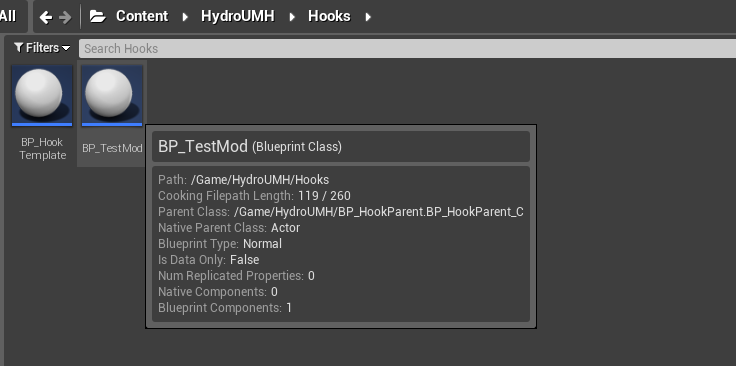 All Content HydroUMH Hooks
Filters Search Hooks
BP_Hook
Template
BP_TestMod
BP_TestMod (Blueprint Class)
Path: /Game/HydroUMH/Hooks
Cooking Filepath Length: 119 / 260
Parent Class: /Game/HydroUMH/BP_HookParent.BP_HookParent_C
Native Parent Class: Actor
Blueprint Type: Normal
Is Data Only: False
Num Replicated Properties: 0
Native Components: 0
Blueprint Components: 1